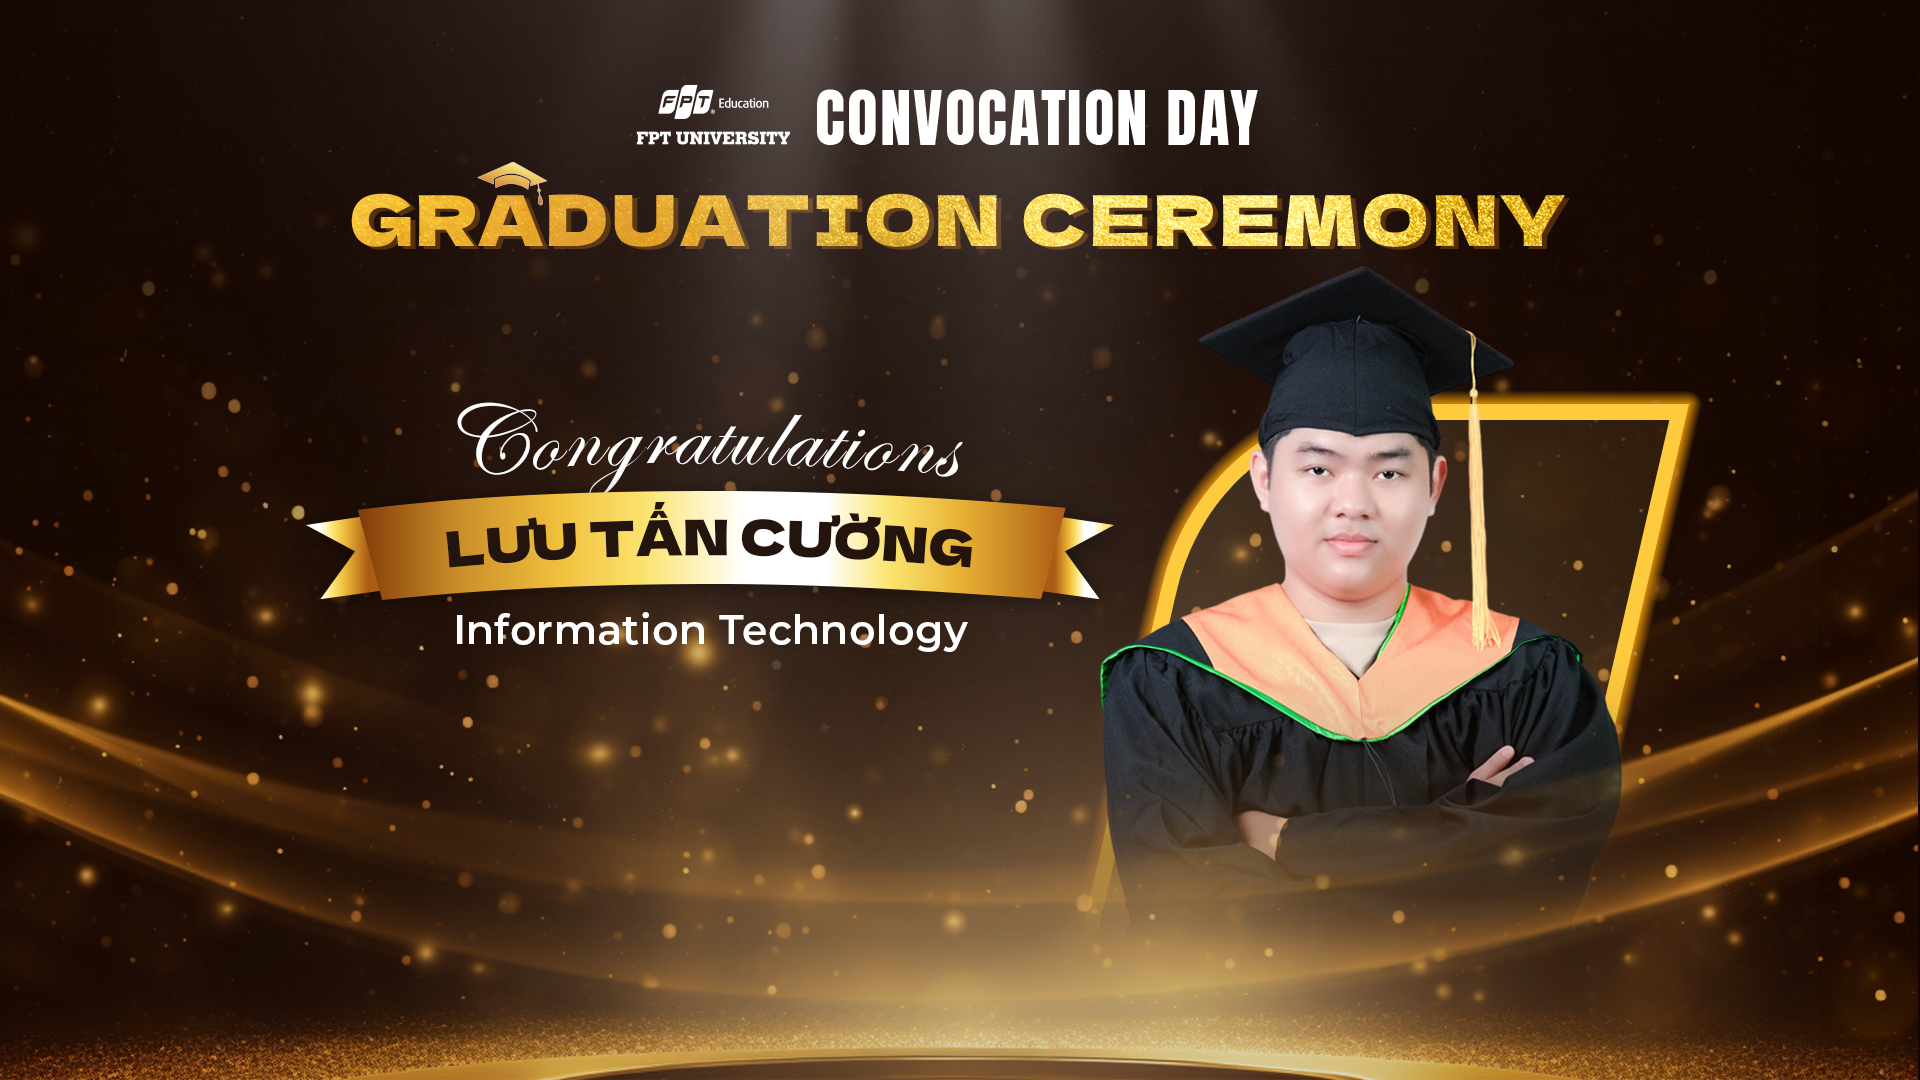 FPT Education
FPT UNIVERSITY
CONVOCATION DAY
GRADUATION CEREMONY
Congratulations
LƯU TẤN CƯỜNG
Information Technology